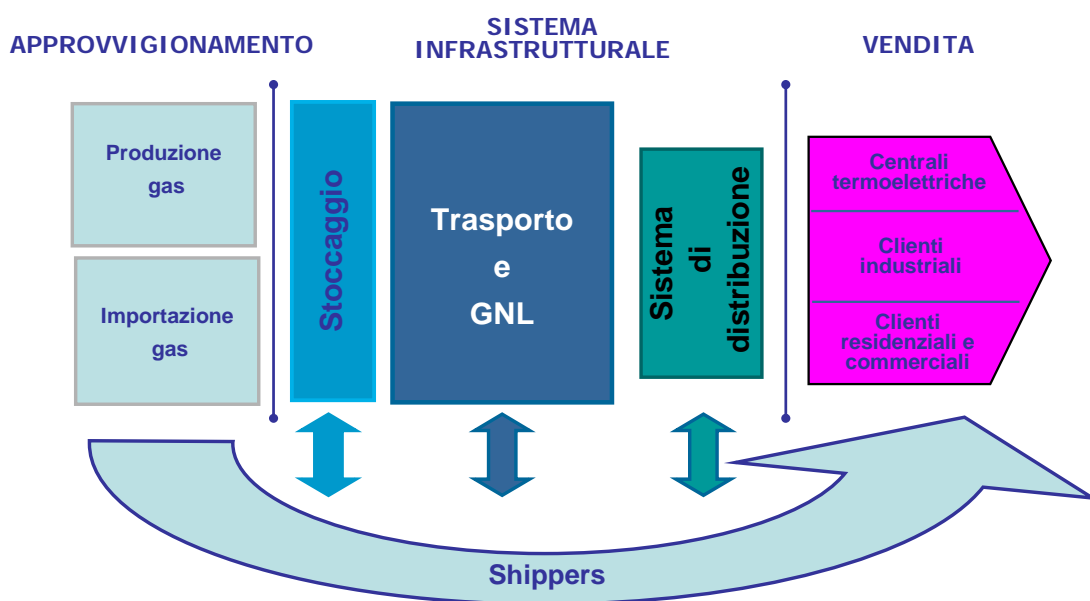 APPROVVIGIONAMENTO
SISTEMA
INFRASTRUTTURALE
VENDITA
Produzione
gas
Importazione
gas
Stoccaggio
Trasporto
e
GNL
Sistema
di
distribuzione
Centrali
termoelettriche
Clienti
industriali
Clienti
residenziali e
commerciali
Shippers